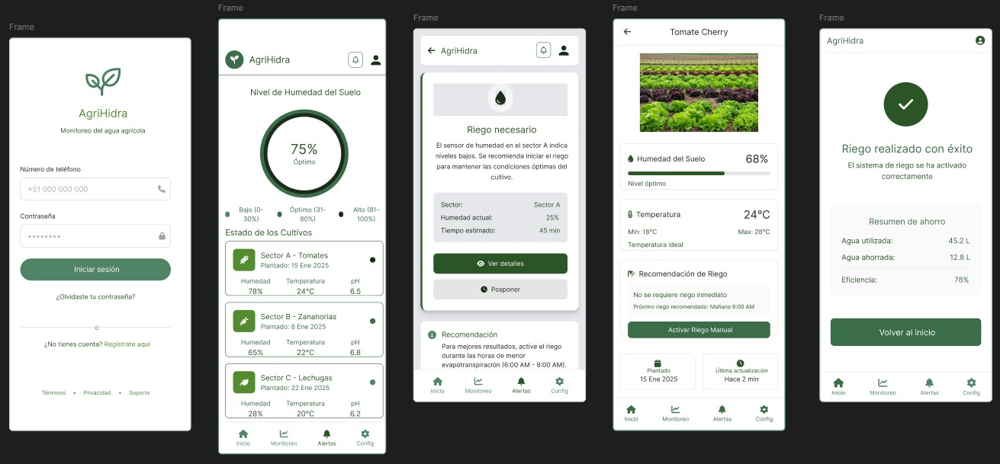 Frame
AgriHidra
Monitoreo del agua agrícola
Número de teléfono
+51 000 000 000
Contraseña
••••••••
Iniciar sesión
¿Olvidaste tu contraseña?
o
¿No tienes cuenta? Regístrate aquí
Términos • Privacidad • Soporte
Frame
AgriHidra
Nivel de Humedad del Suelo
75%
Óptimo
Bajo (0-
30%)
Óptimo (31-
80%)
Alto (81-
100%)
Estado de los Cultivos
Sector A - Tomates
Plantado: 15 Ene 2025
Humedad Temperatura pH
78% 24°C 6.5
Sector B - Zanahorias
Plantado: 8 Ene 2025
Humedad Temperatura pH
65% 22°C 6.8
Sector C - Lechugas
Plantado: 22 Ene 2025
Humedad Temperatura pH
28% 20°C 6.2
Inicio Monitoreo Alertas Config
Frame
AgriHidra
Riego necesario
El sensor de humedad en el sector A indica
niveles bajos. Se recomienda iniciar el riego
para mantener las condiciones óptimas del
cultivo.
Sector: Sector A
Humedad actual: 25%
Tiempo estimado: 45 min
Ver detalles
Posponer
Recomendación
Para mejores resultados, active el riego
durante las horas de menor
evapotranspiración (6:00 AM - 8:00 AM).
Inicio Monitoreo Alertas Config
Frame
Tomate Cherry
Humedad del Suelo 68%
Nivel óptimo
Temperatura 24°C
Min: 18°C Max: 28°C
Temperatura ideal
Recomendación de Riego
No se requiere riego inmediato
Próximo riego recomendado: Mañana 6:00 AM
Activar Riego Manual
Plantado
15 Ene 2025
Última actualización
Hace 2 min
Inicio Monitoreo Alertas Config
Frame
AgriHidra
Riego realizado con éxito
El sistema de riego se ha activado
correctamente
Resumen de ahorro
Agua utilizada: 45.2 L
Agua ahorrada: 12.8 L
Eficiencia: 78%
Volver al inicio
Inicio Monitoreo Alertas Config